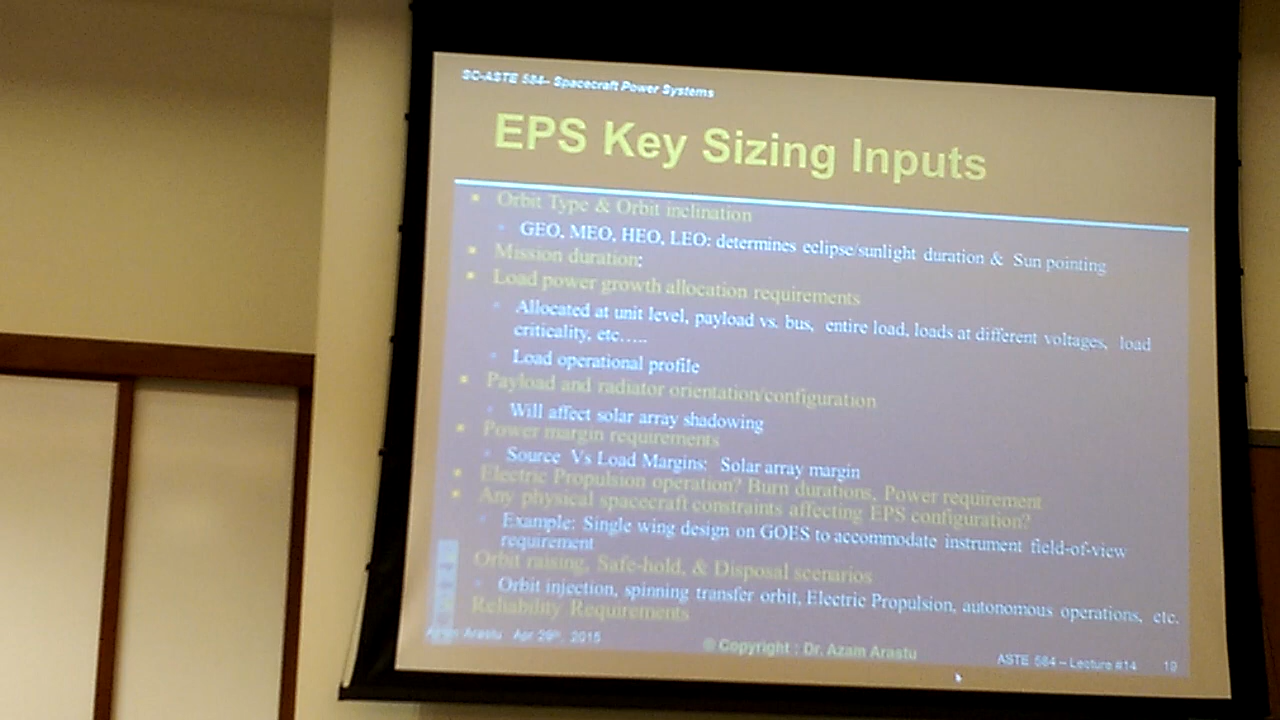 SC-ASTE 584– Spacecraft Power Systems
EPS Key Sizing Inputs
Orbit Type & Orbit inclination
GEO, MEO, HEO, LEO: determines eclipse/sunlight duration & Sun pointing
Mission duration:
Load power growth allocation requirements
Allocated at unit level, payload vs. bus, entire load, loads at different voltages, load
criticality, etc…..
Load operational profile
Payload and radiator orientation/configuration
Will affect solar array shadowing
Power margin requirements
Source Vs Load Margins: Solar array margin
Electric Propulsion operation? Burn durations, Power requirement
Any physical spacecraft constraints affecting EPS configuration?
Example: Single wing design on GOES to accommodate instrument field-of-view
requirement
Orbit raising, Safe-hold, & Disposal scenarios
Orbit injection, spinning transfer orbit, Electric Propulsion, autonomous operations, etc.
Reliability Requirements
Arastu Apr 29th, 2015
© Copyright : Dr. Azam Arastu
ASTE 584 – Lecture #14 19